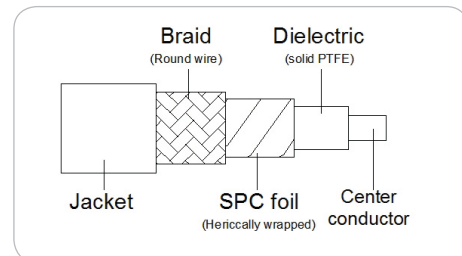 Braid
(Round wire)
Dielectric
(solid PTFE)
Jacket
SPC foil
(Hericcally wrapped)
Center
conductor